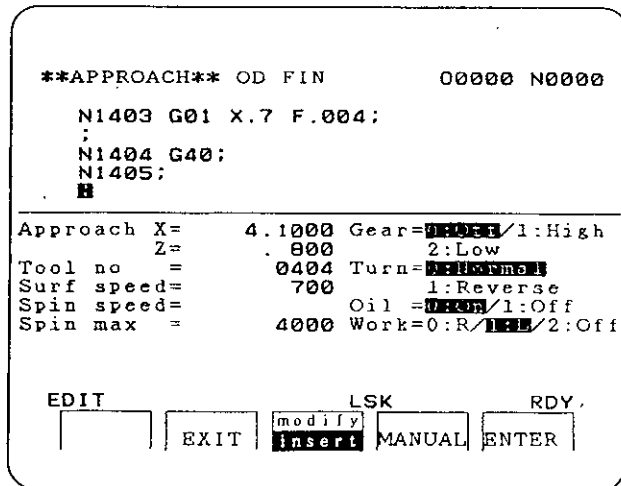 **APPROACH** OD FIN O0000 N0000
N1403 G01 X.7 F.004;
;
N1404 G40;
N1405;
Approach X= 4.1000 Gear=0:Off/1:High
Z= .800 2:Low
Tool no = 0404 Turn=0:Normal
Surf speed= 700 1:Reverse
Spin speed= Oil =0:On/1:Off
Spin max = 4000 Work=0:R/1:L/2:Off
EDIT LSK RDY
modify
EXIT insert MANUAL ENTER